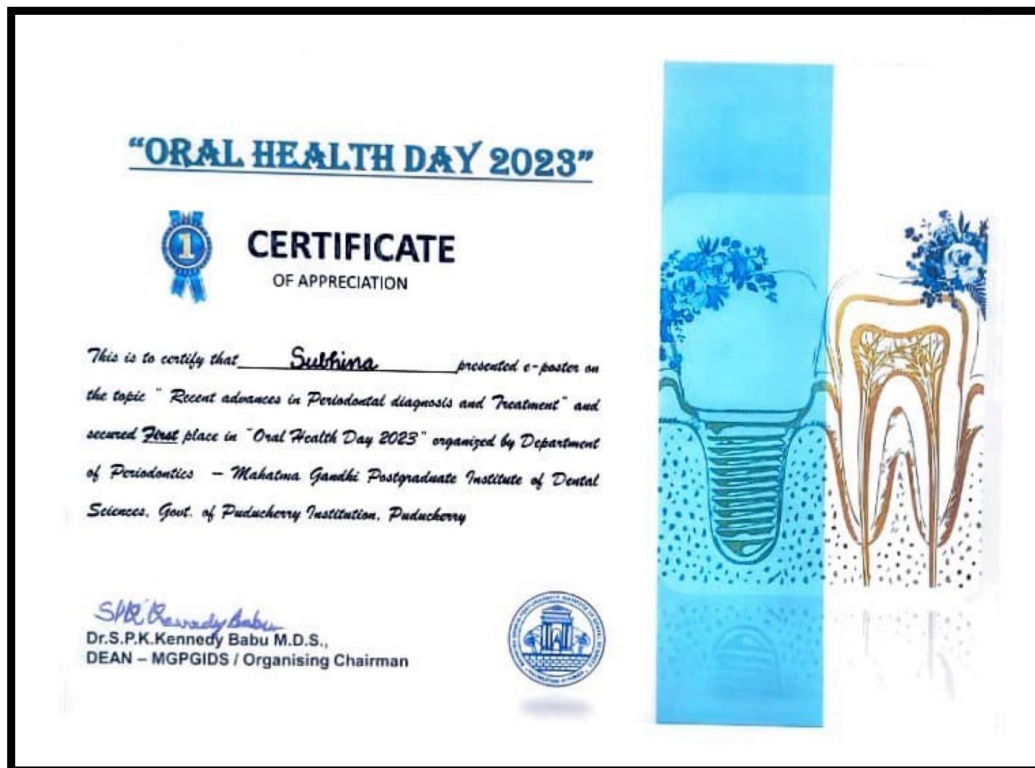 “ORAL HEALTH DAY 2023”
1
CERTIFICATE
OF APPRECIATION
This is to certify that Subhina presented e-poster on
the topic “ Recent advances in Periodontal diagnosis and Treatment” and
secured First place in “Oral Health Day 2023” organized by Department
of Periodontics – Mahatma Gandhi Postgraduate Institute of Dental
Sciences, Govt. of Puducherry Institution, Puducherry
Dr.S.P.K.Kennedy Babu M.D.S.,
DEAN – MGPGIDS / Organising Chairman